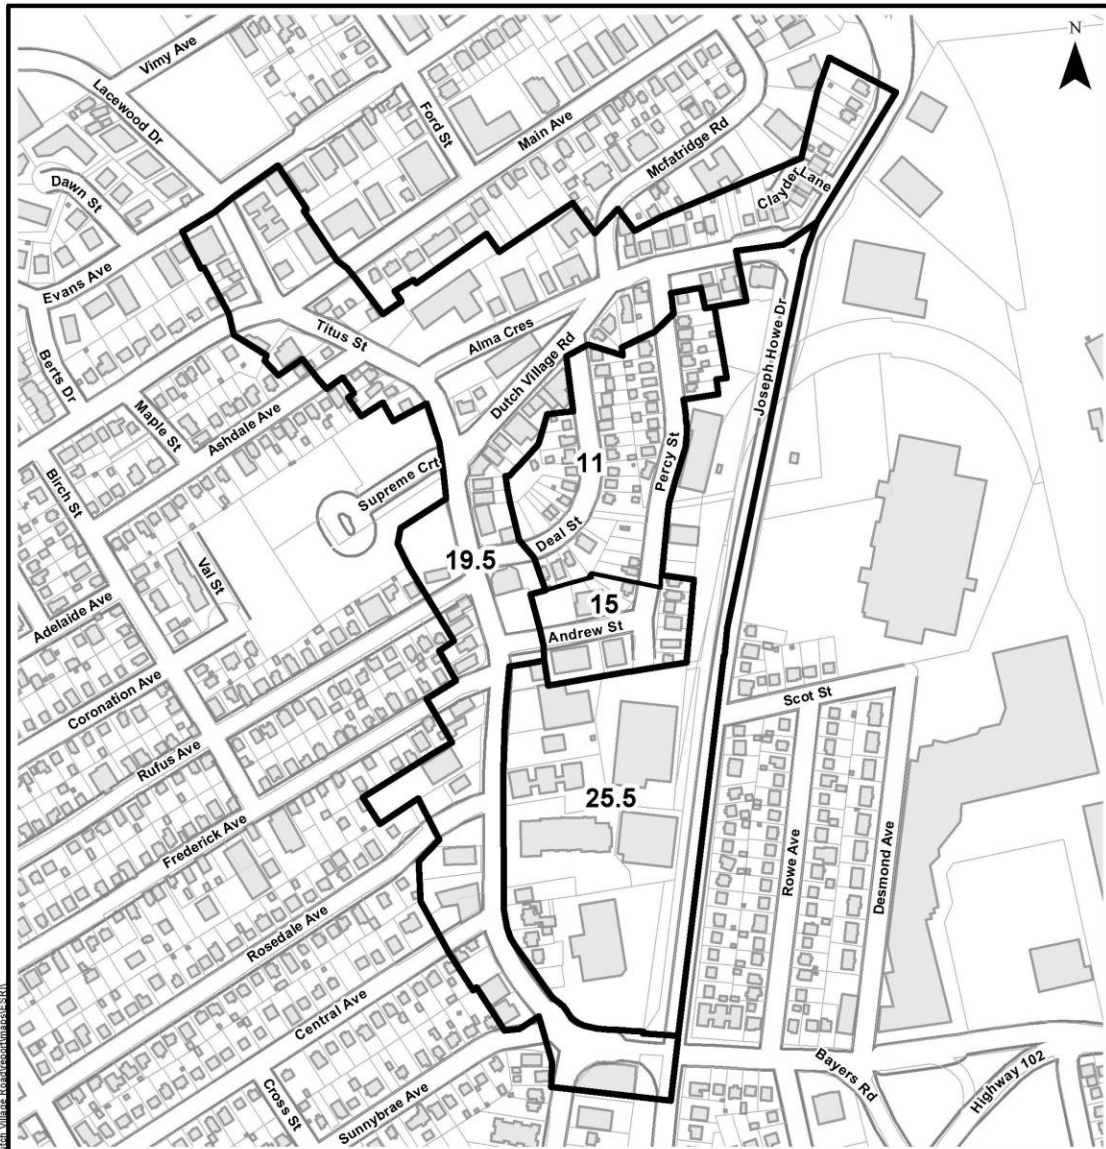 N
Vimy Ave
Lacewood Dr
Ford St
Main Ave
Mcfatridge Rd
Dawn St
Clayder Lane
Evans Ave
Titus St
Alma Cres
Joseph Howe Dr
Berts Dr
Dutch Village Rd
Maple St
Ashdale Ave
Percy St
11
Birch St
Supreme Crt
Deal St
19.5
Val St
15
Adelaide Ave
Andrew St
Coronation Ave
Scot St
Rufus Ave
25.5
Frederick Ave
Rowe Ave
Desmond Ave
Rosedale Ave
Central Ave
Bayers Rd
Highway 102
Cross St
Sunnybrae Ave